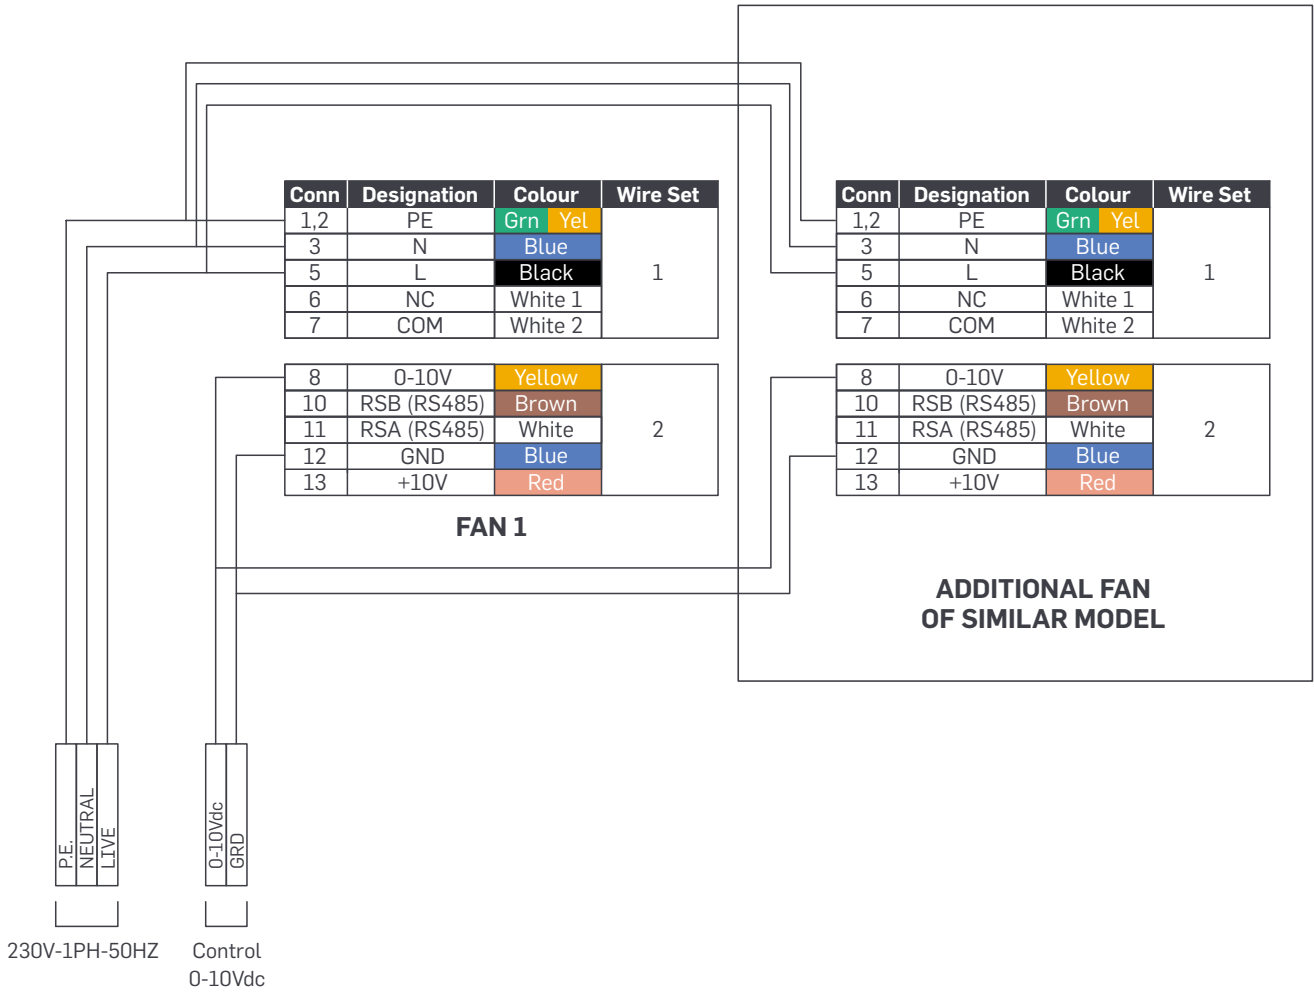 Conn Designation Colour Wire Set
1,2 PE Grn Yel
3 N Blue
5 L Black 1
6 NC White 1
7 COM White 2
8 0-10V Yellow
10 RSB (RS485) Brown
11 RSA (RS485) White 2
12 GND Blue
13 +10V Red
FAN 1
Conn Designation Colour Wire Set
1,2 PE Grn Yel
3 N Blue
5 L Black 1
6 NC White 1
7 COM White 2
8 0-10V Yellow
10 RSB (RS485) Brown
11 RSA (RS485) White 2
12 GND Blue
13 +10V Red
ADDITIONAL FAN
OF SIMILAR MODEL
P.E.
NEUTRAL
LIVE
0-10Vdc
GRD
230V-1PH-50HZ
Control
0-10Vdc